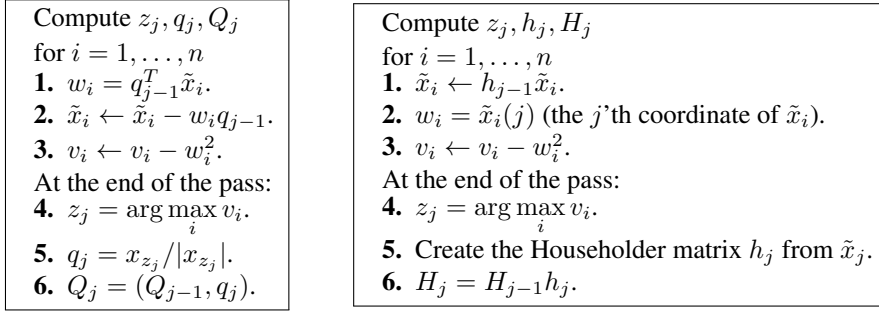 Compute z_j, q_j, Q_j
for i = 1, . . . , n
1. w_i = q_{j−1}^T x̃_i.
2. x̃_i ← x̃_i − w_i q_{j−1}.
3. v_i ← v_i − w_i^2.
At the end of the pass:
4. z_j = arg max_i v_i.
5. q_j = x_{z_j}/|x_{z_j}|.
6. Q_j = (Q_{j−1}, q_j).
Compute z_j, h_j, H_j
for i = 1, . . . , n
1. x̃_i ← h_{j−1} x̃_i.
2. w_i = x̃_i(j) (the j'th coordinate of x̃_i).
3. v_i ← v_i − w_i^2.
At the end of the pass:
4. z_j = arg max_i v_i.
5. Create the Householder matrix h_j from x̃_j.
6. H_j = H_{j−1} h_j.